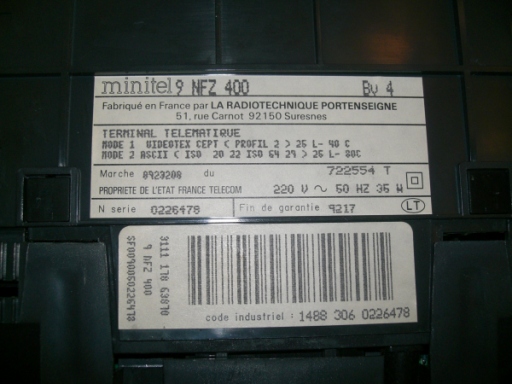 minitel 9 NFZ 400 Bv 4
Fabriqué en France par LA RADIOTECHNIQUE PORTENSEIGNE
51, rue Carnot 92150 Suresnes
TERMINAL TELEMATIQUE
MODE 1 VIDEOTEX CEPT < PROFIL 2 > 25 L- 40 C
MODE 2 ASCII < ISO 20 22 ISO 64 29 > 25 L- 80C
Marche 8923208 du 722554 T
PROPRIETE DE L'ETAT FRANCE TELECOM 220 V ~ 50 HZ 35 W
N serie 0226478 Fin de garantie 9217 LT
SF0090050226478
9 NFZ 400
3111 178 63870
code industriel : 1488 306 0226478